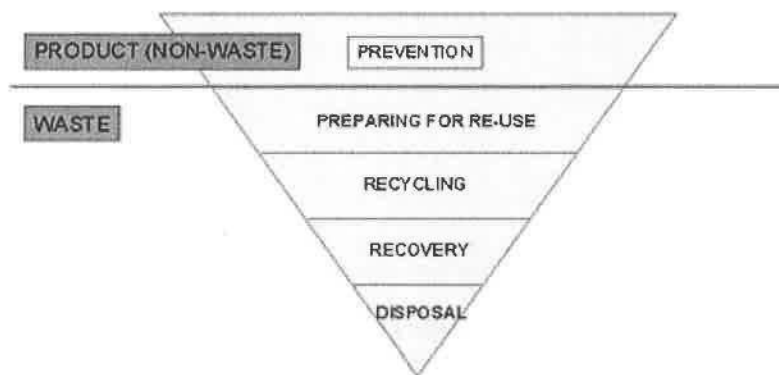 PRODUCT (NON-WASTE) PREVENTION
WASTE PREPARING FOR RE-USE
RECYCLING
RECOVERY
DISPOSAL